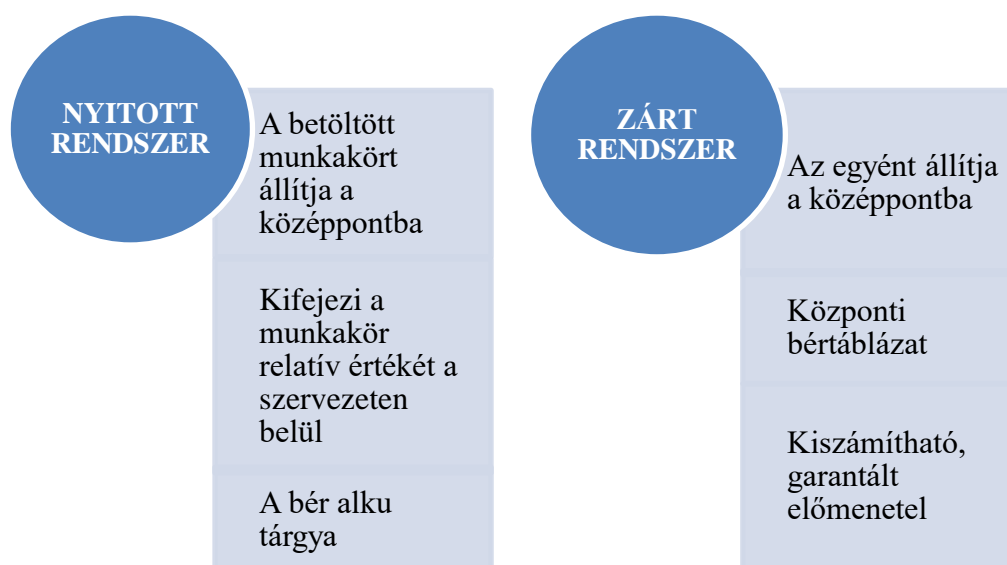 NYITOTT
RENDSZER
A betöltött
munkakört
állítja a
középpontba
Kifejezi a
munkakör
relatív értékét a
szervezeten
belül
A bér alku
tárgya
ZÁRT
RENDSZER
Az egyént állítja
a középpontba
Központi
bértáblázat
Kiszámítható,
garantált
előmenetel